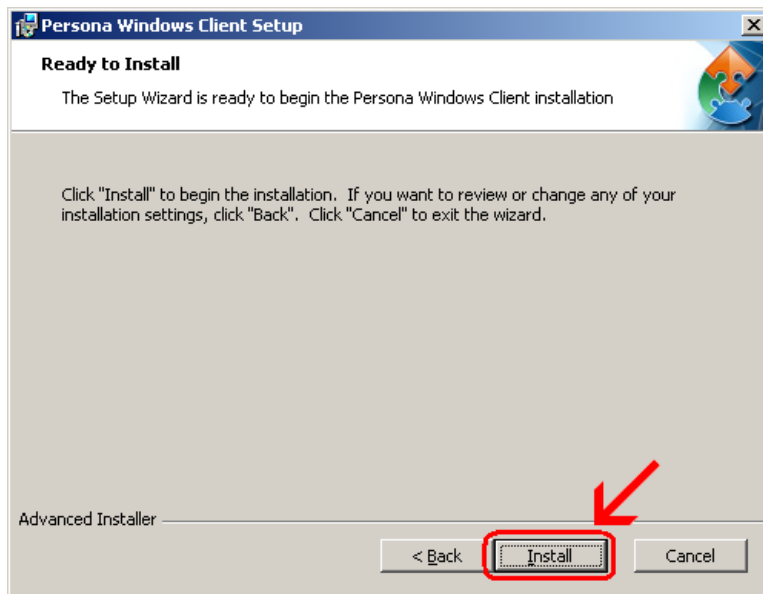 Persona Windows Client Setup
Ready to Install
The Setup Wizard is ready to begin the Persona Windows Client installation
Click "Install" to begin the installation.  If you want to review or change any of your
installation settings, click "Back".  Click "Cancel" to exit the wizard.
Advanced Installer
< Back Install Cancel